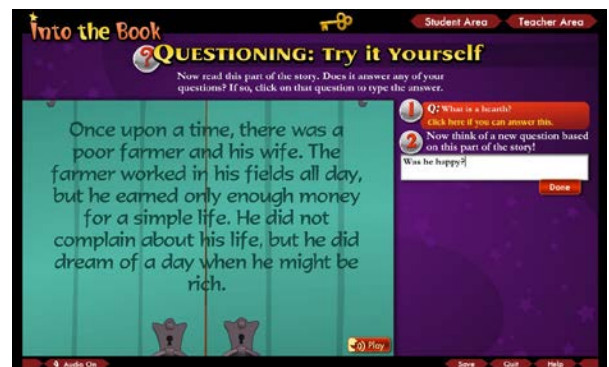 Into the Book
Student Area
Teacher Area
QUESTIONING: Try it Yourself
Now read this part of the story. Does it answer any of your
questions? If so, click on that question to type
the answer.
Once upon a time, there was a
poor farmer and his wife. The
farmer worked in his fields all day,
but he earned only enough money
for a simple life. He did not
complain about his life, but he did
dream of a day when he might be
rich.
Play
1 Q: What is a hearth?
Click here if you can answer this.
2 Now think of a new question based
on this part of the story!
Was he happy?
Done
Audio On
Save
Quit
Help